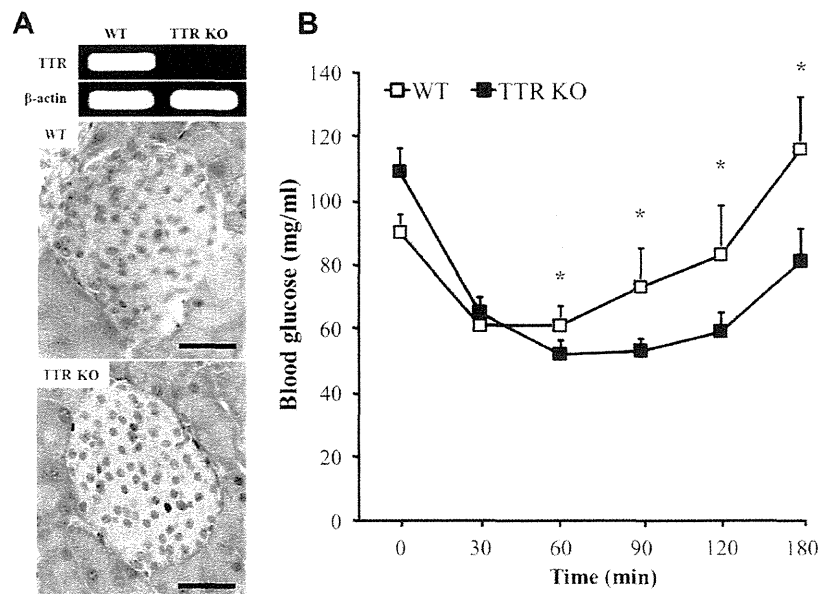 A
WT TTR KO
TTR
β-actin
WT
TTR KO
B
WT TTR KO
Blood glucose (mg/ml)
140
120
100
80
60
40
20
0
* * * *
0 30 60 90 120 180
Time (min)